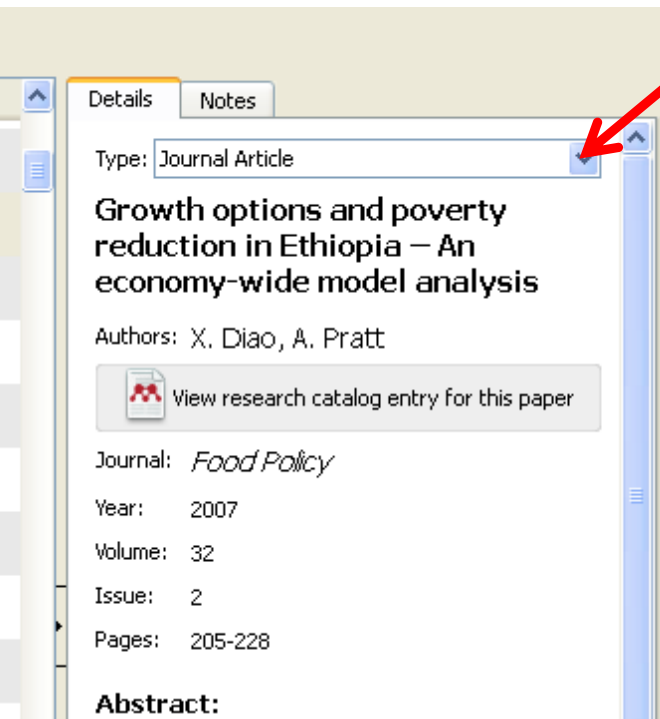 Details Notes
Type: Journal Article
Growth options and poverty
reduction in Ethiopia – An
economy-wide model analysis
Authors: X. Diao, A. Pratt
View research catalog entry for this paper
Journal: Food Policy
Year: 2007
Volume: 32
Issue: 2
Pages: 205-228
Abstract: